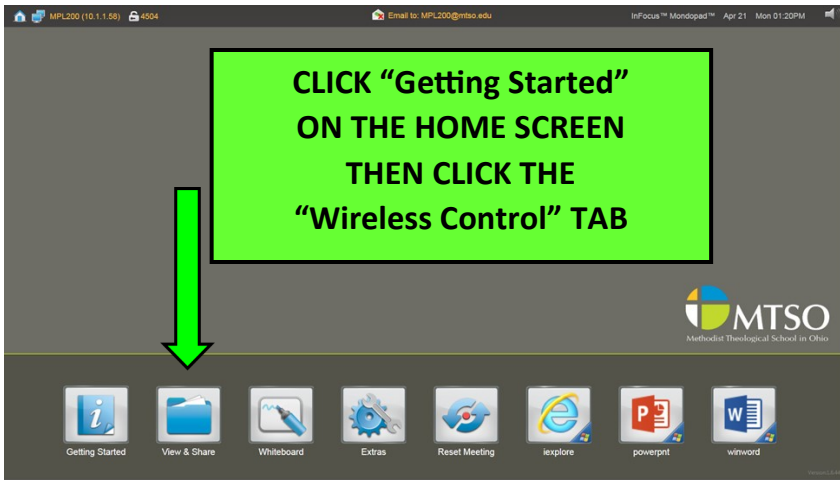 MPL200 (10.1.1.58) 4504 Email to: MPL200@mtso.edu InFocus™ Mondopad™ Apr 21 Mon 01:20PM
CLICK “Getting Started”
ON THE HOME SCREEN
THEN CLICK THE
“Wireless Control” TAB
MTSO
Methodist Theological School in Ohio
Getting Started View & Share Whiteboard Extras Reset Meeting iexplore powerpnt winword